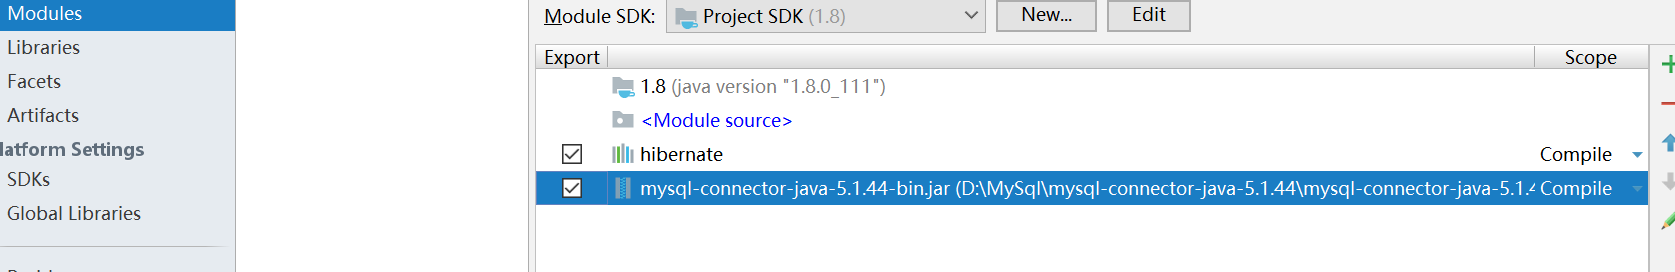 Modules
Libraries
Facets
Artifacts
latform Settings
SDKs
Global Libraries
Module SDK: Project SDK (1.8) New... Edit
Export Scope
1.8 (java version "1.8.0_111")
<Module source>
hibernate Compile
mysql-connector-java-5.1.44-bin.jar (D:\MySql\mysql-connector-java-5.1.44\mysql-connector-java-5.1.4 Compile